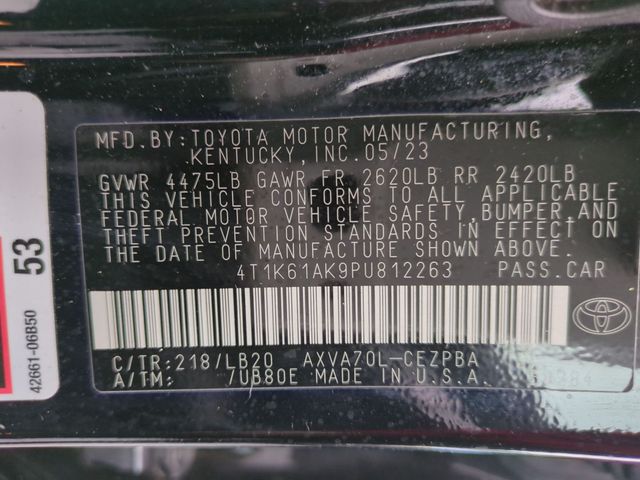 MFD.BY:TOYOTA MOTOR MANUFACTURING,
KENTUCKY,INC.05/23
GVWR 4475LB GAWR FR 2620LB RR 2420LB
THIS VEHICLE CONFORMS TO ALL APPLICABLE
FEDERAL MOTOR VEHICLE SAFETY,BUMPER,AND
THEFT PREVENTION STANDARDS IN EFFECT ON
THE DATE OF MANUFACTURE SHOWN ABOVE.
4T1K61AK9PU812263 PASS.CAR
C/TR:218/LB20 AXVA70L-CEZPBA
A/TM: /UB80E MADE IN U.S.A.
53
42661-06B50